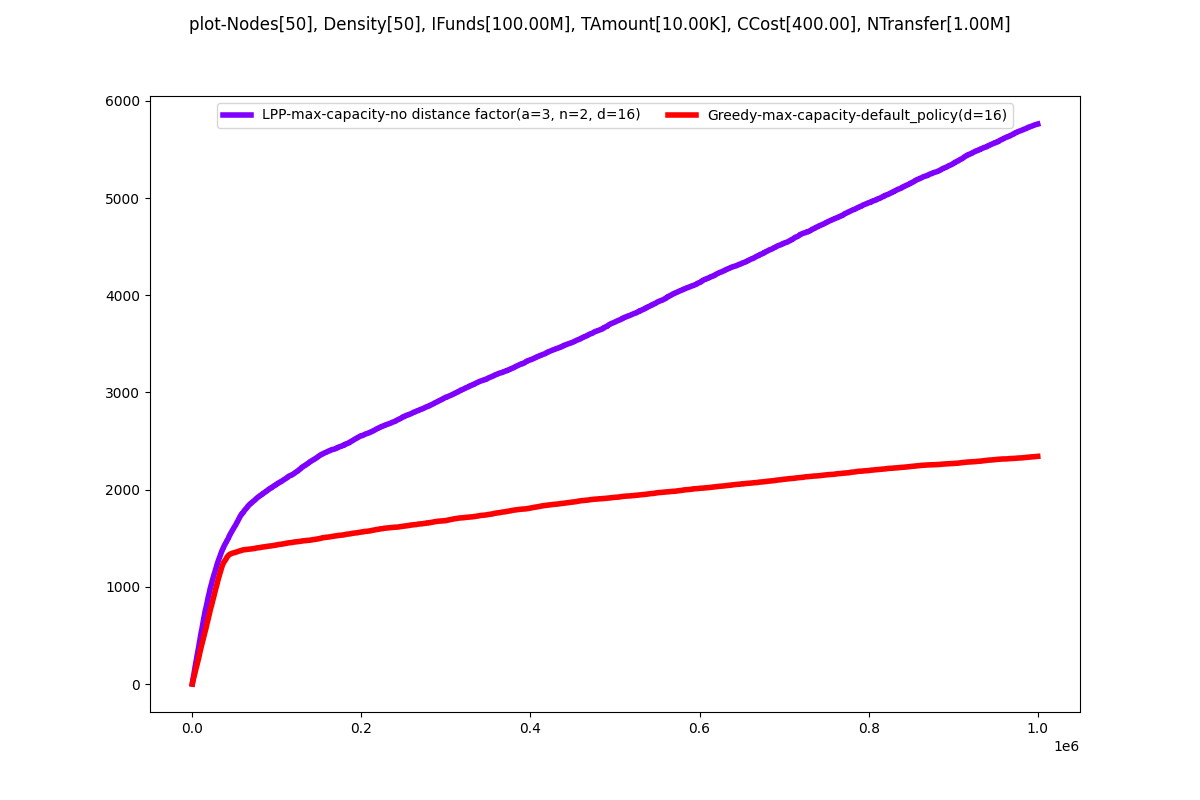 plot-Nodes[50], Density[50], IFunds[100.00M], TAmount[10.00K], CCost[400.00], NTransfer[1.00M]
LPP-max-capacity-no distance factor(a=3, n=2, d=16) Greedy-max-capacity-default_policy(d=16)
6000
5000
4000
3000
2000
1000
0
0.0 0.2 0.4 0.6 0.8 1.0
1e6